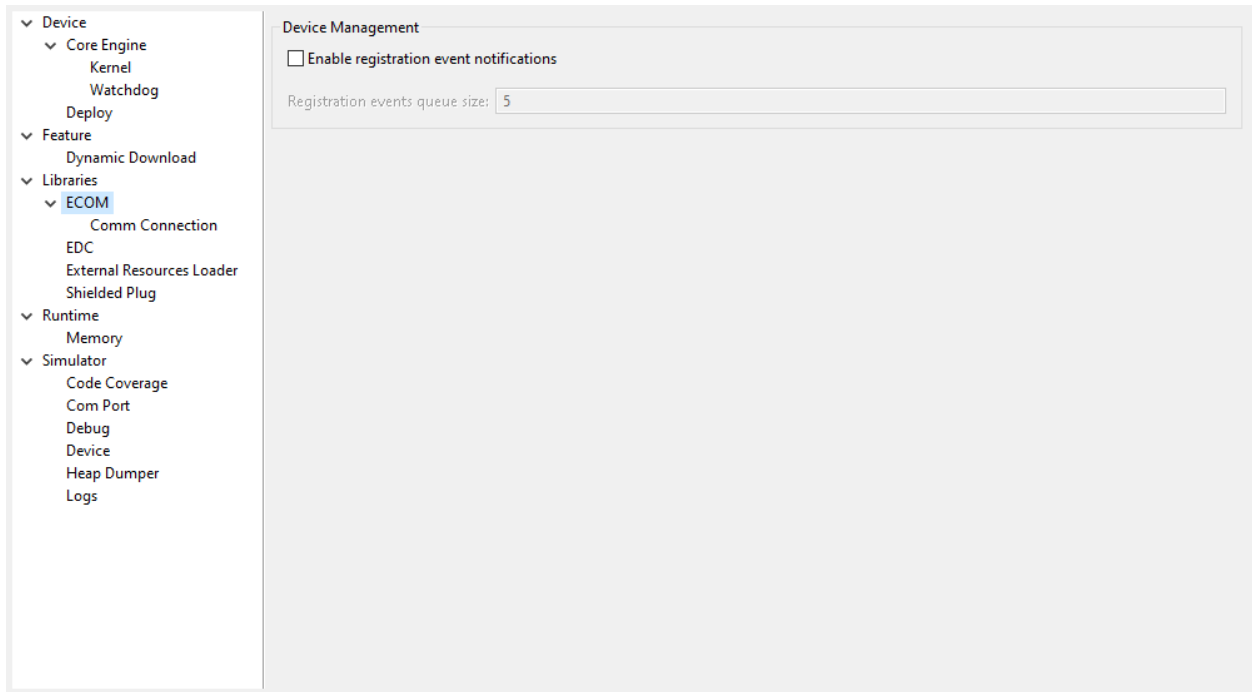 Device
Core Engine
Kernel
Watchdog
Deploy
Feature
Dynamic Download
Libraries
ECOM
Comm Connection
EDC
External Resources Loader
Shielded Plug
Runtime
Memory
Simulator
Code Coverage
Com Port
Debug
Device
Heap Dumper
Logs
Device Management
Enable registration event notifications
Registration events queue size: 5